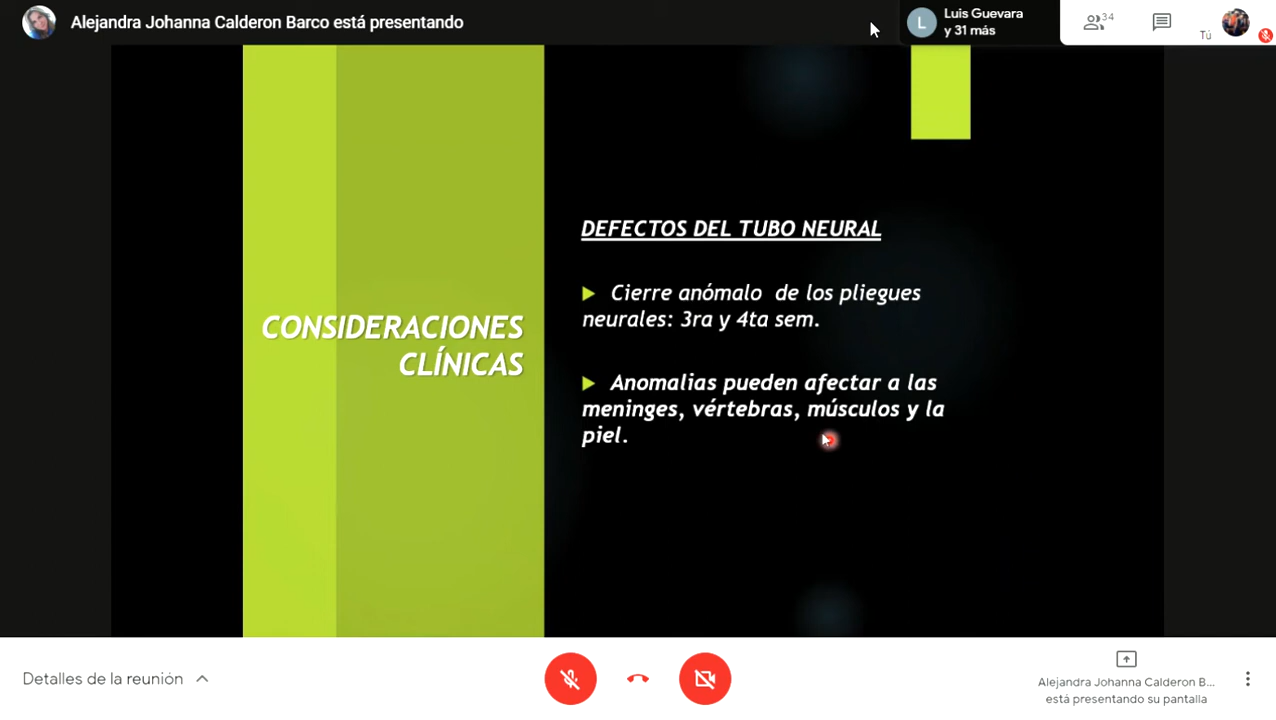 Alejandra Johanna Calderon Barco está presentando
L
Luis Guevara
y 31 más
34
Tú
CONSIDERACIONES
CLÍNICAS
DEFECTOS DEL TUBO NEURAL
Cierre anómalo de los pliegues
neurales: 3ra y 4ta sem.
Anomalias pueden afectar a las
meninges, vértebras, músculos y la
piel.
Detalles de la reunión
Alejandra Johanna Calderon B...
está presentando su pantalla